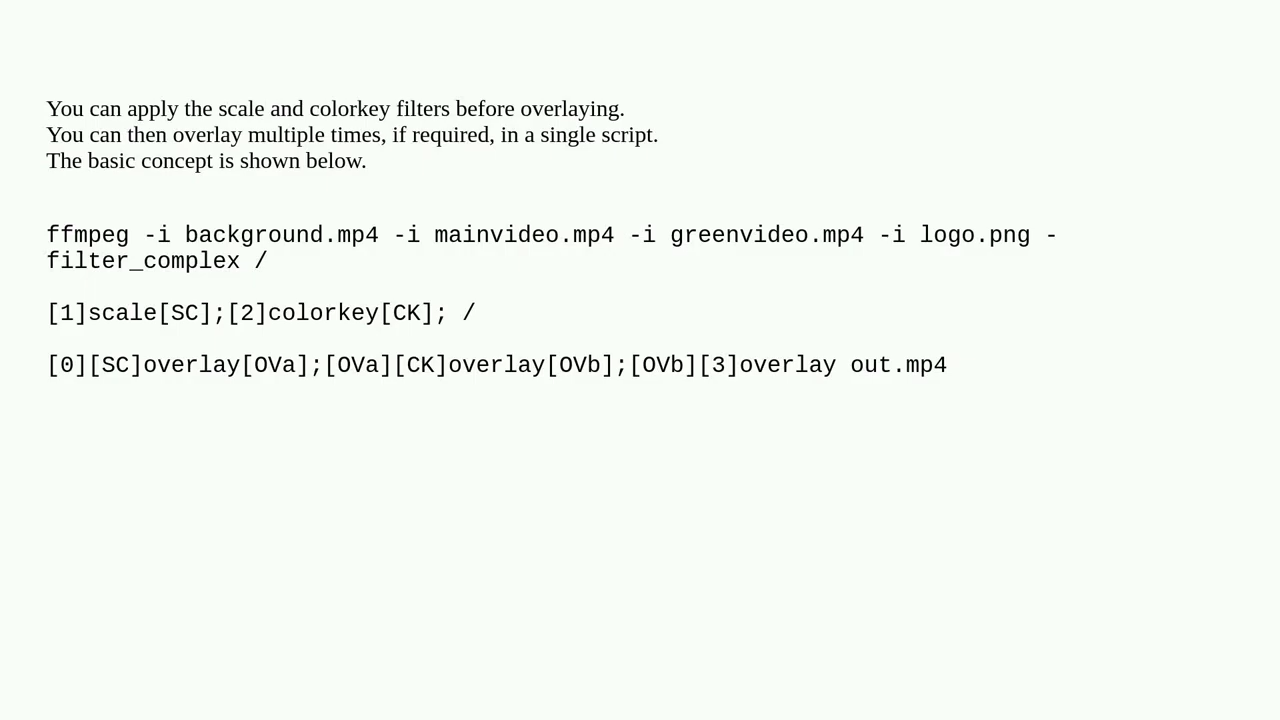 You can apply the scale and colorkey filters before overlaying.
You can then overlay multiple times, if required, in a single script.
The basic concept is shown below.
ffmpeg -i background.mp4 -i mainvideo.mp4 -i greenvideo.mp4 -i logo.png -
filter_complex /
[1]scale[SC];[2]colorkey[CK]; /
[0][SC]overlay[OVa];[OVa][CK]overlay[OVb];[OVb][3]overlay out.mp4